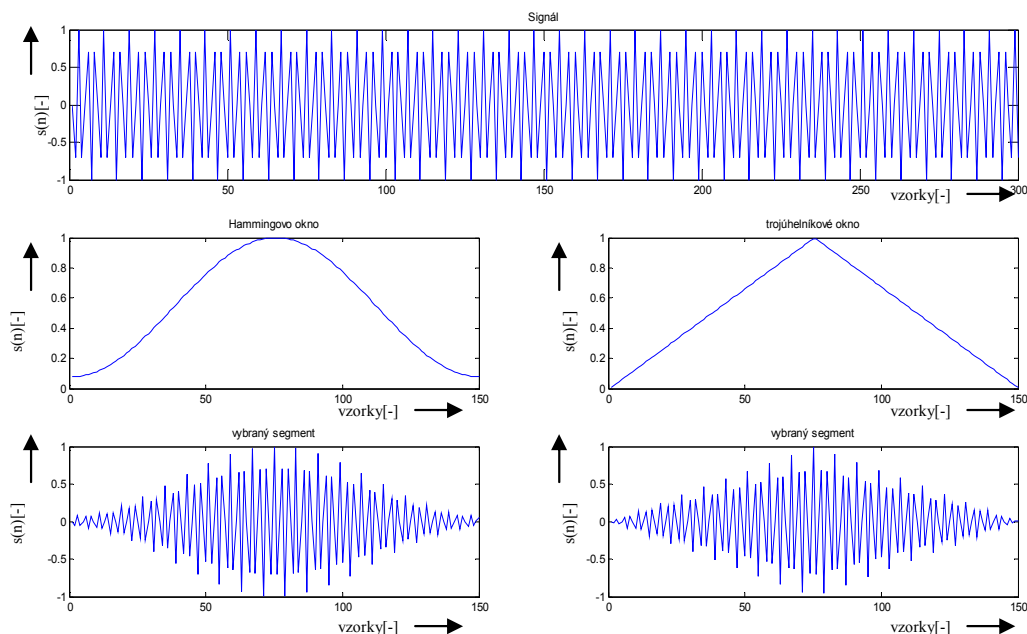 Signál
s(n)[-]
1
0.5
0
-0.5
-1
0 50 100 150 200 250 300
vzorky[-]
Hammingovo okno
s(n)[-]
1
0.8
0.6
0.4
0.2
0
0 50 100 150
vzorky[-]
trojúhelníkové okno
s(n)[-]
1
0.8
0.6
0.4
0.2
0
0 50 100 150
vzorky[-]
vybraný segment
s(n)[-]
1
0.5
0
-0.5
-1
0 50 100 150
vzorky[-]
vybraný segment
s(n)[-]
1
0.5
0
-0.5
-1
0 50 100 150
vzorky[-]